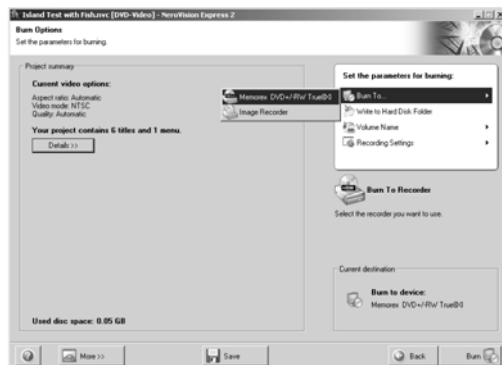 Island Test with Fish.nvc [DVD-Video] - NeroVision Express 2
Burn Options
Set the parameters for burning.
Project summary
Current video options:
Aspect ratio: Automatic
Video mode: NTSC
Quality: Automatic
Your project contains 6 titles and 1 menu.
Details >>
Used disc space: 0.05 GB
Memorex DVD+/-RW True8XI
Image Recorder
Set the parameters for burning:
Burn To...
Write to Hard Disk Folder
Volume Name
Recording Settings
Burn To Recorder
Select the recorder you want to use.
Current destination
Burn to device:
Memorex DVD+/-RW True8XI
More >>
Save
Back
Burn